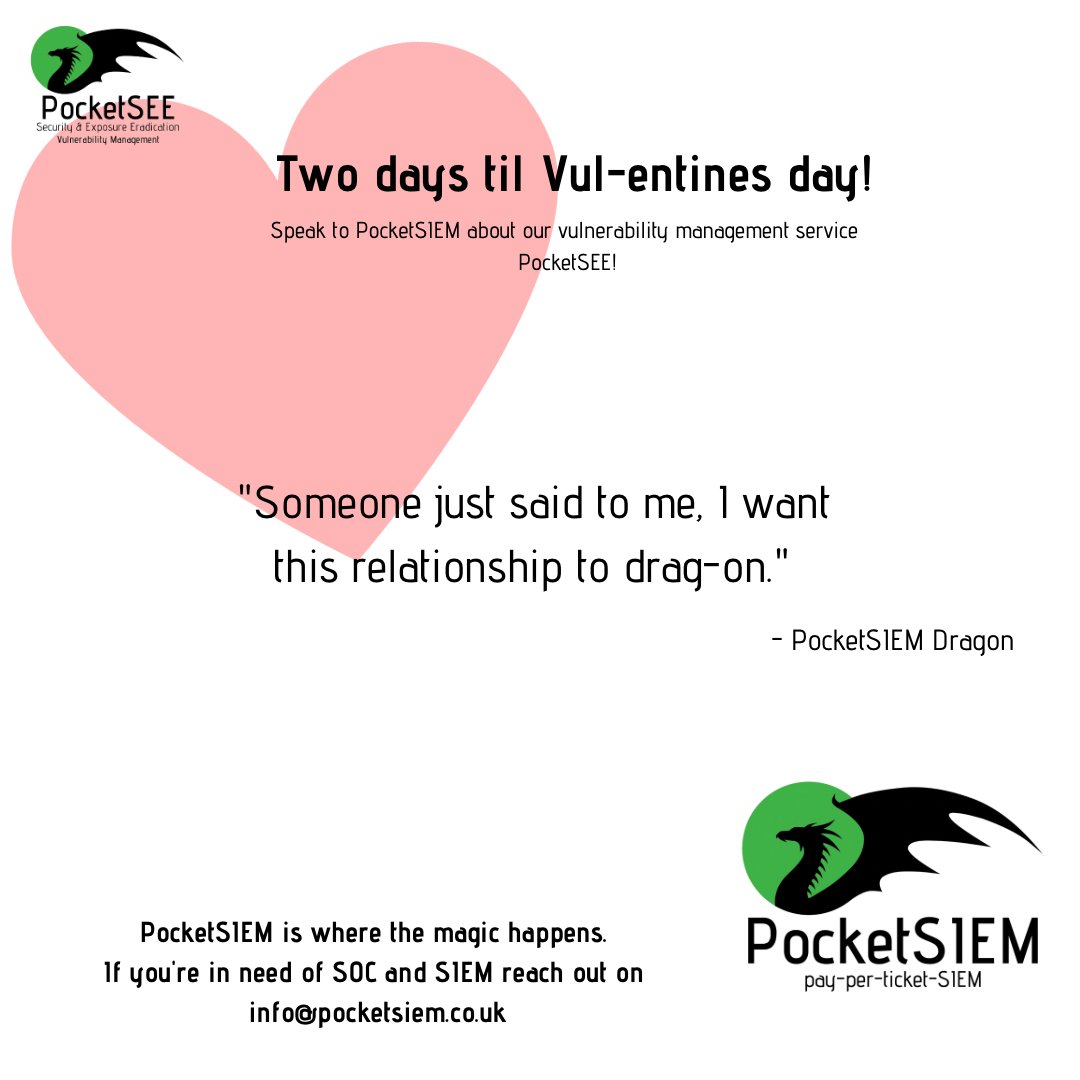 PocketSEE
Security & Exposure Eradication
Vulnerability Management
Two days til Vul-entines day!
Speak to PocketSIEM about our vulnerability management service
PocketSEE!
"Someone just said to me, I want
this relationship to drag-on."
- PocketSIEM Dragon
PocketSIEM is where the magic happens.
If you're in need of SOC and SIEM reach out on
info@pocketsiem.co.uk
PocketSIEM
pay-per-ticket-SIEM